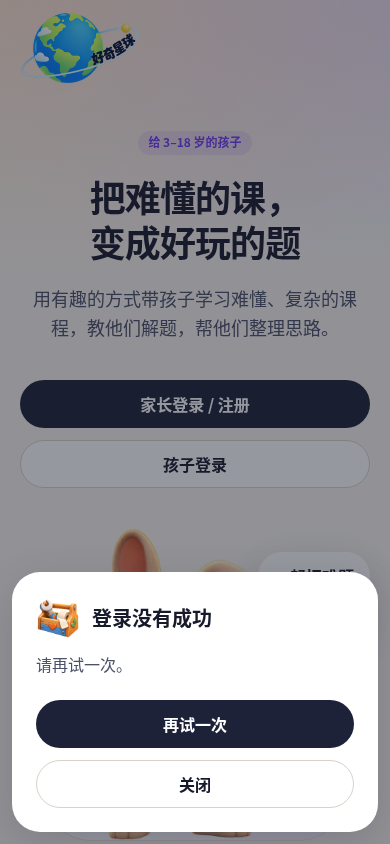 好奇星球
给 3–18 岁的孩子
把难懂的课，
变成好玩的题
用有趣的方式带孩子学习难懂、复杂的课
程，教他们解题，帮他们整理思路。
家长登录 / 注册
孩子登录
登录没有成功
请再试一次。
再试一次
关闭